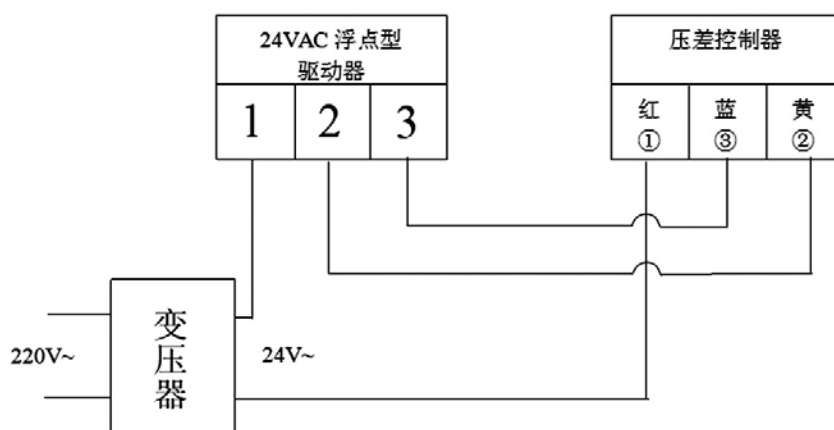 24VAC 浮点型
驱动器
1 2 3
压差控制器
红 蓝 黄
① ③ ②
变
压
器
220V~
24V~